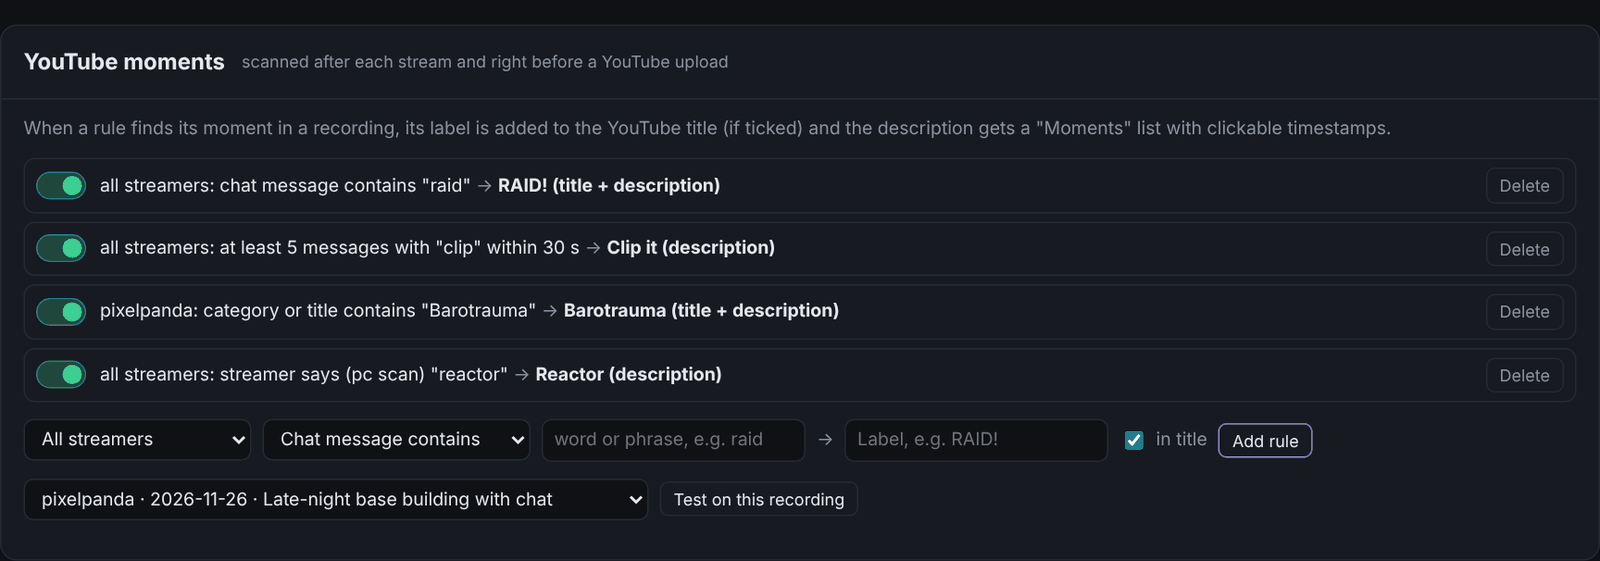 YouTube moments scanned after each stream and right before a YouTube upload
When a rule finds its moment in a recording, its label is added to the YouTube title (if ticked) and the description gets a "Moments" list with clickable timestamps.
all streamers: chat message contains "raid" → RAID! (title + description) Delete
all streamers: at least 5 messages with "clip" within 30 s → Clip it (description) Delete
pixelpanda: category or title contains "Barotrauma" → Barotrauma (title + description) Delete
all streamers: streamer says (pc scan) "reactor" → Reactor (description) Delete
All streamers Chat message contains word or phrase, e.g. raid → Label, e.g. RAID! in title Add rule
pixelpanda · 2026-11-26 · Late-night base building with chat Test on this recording